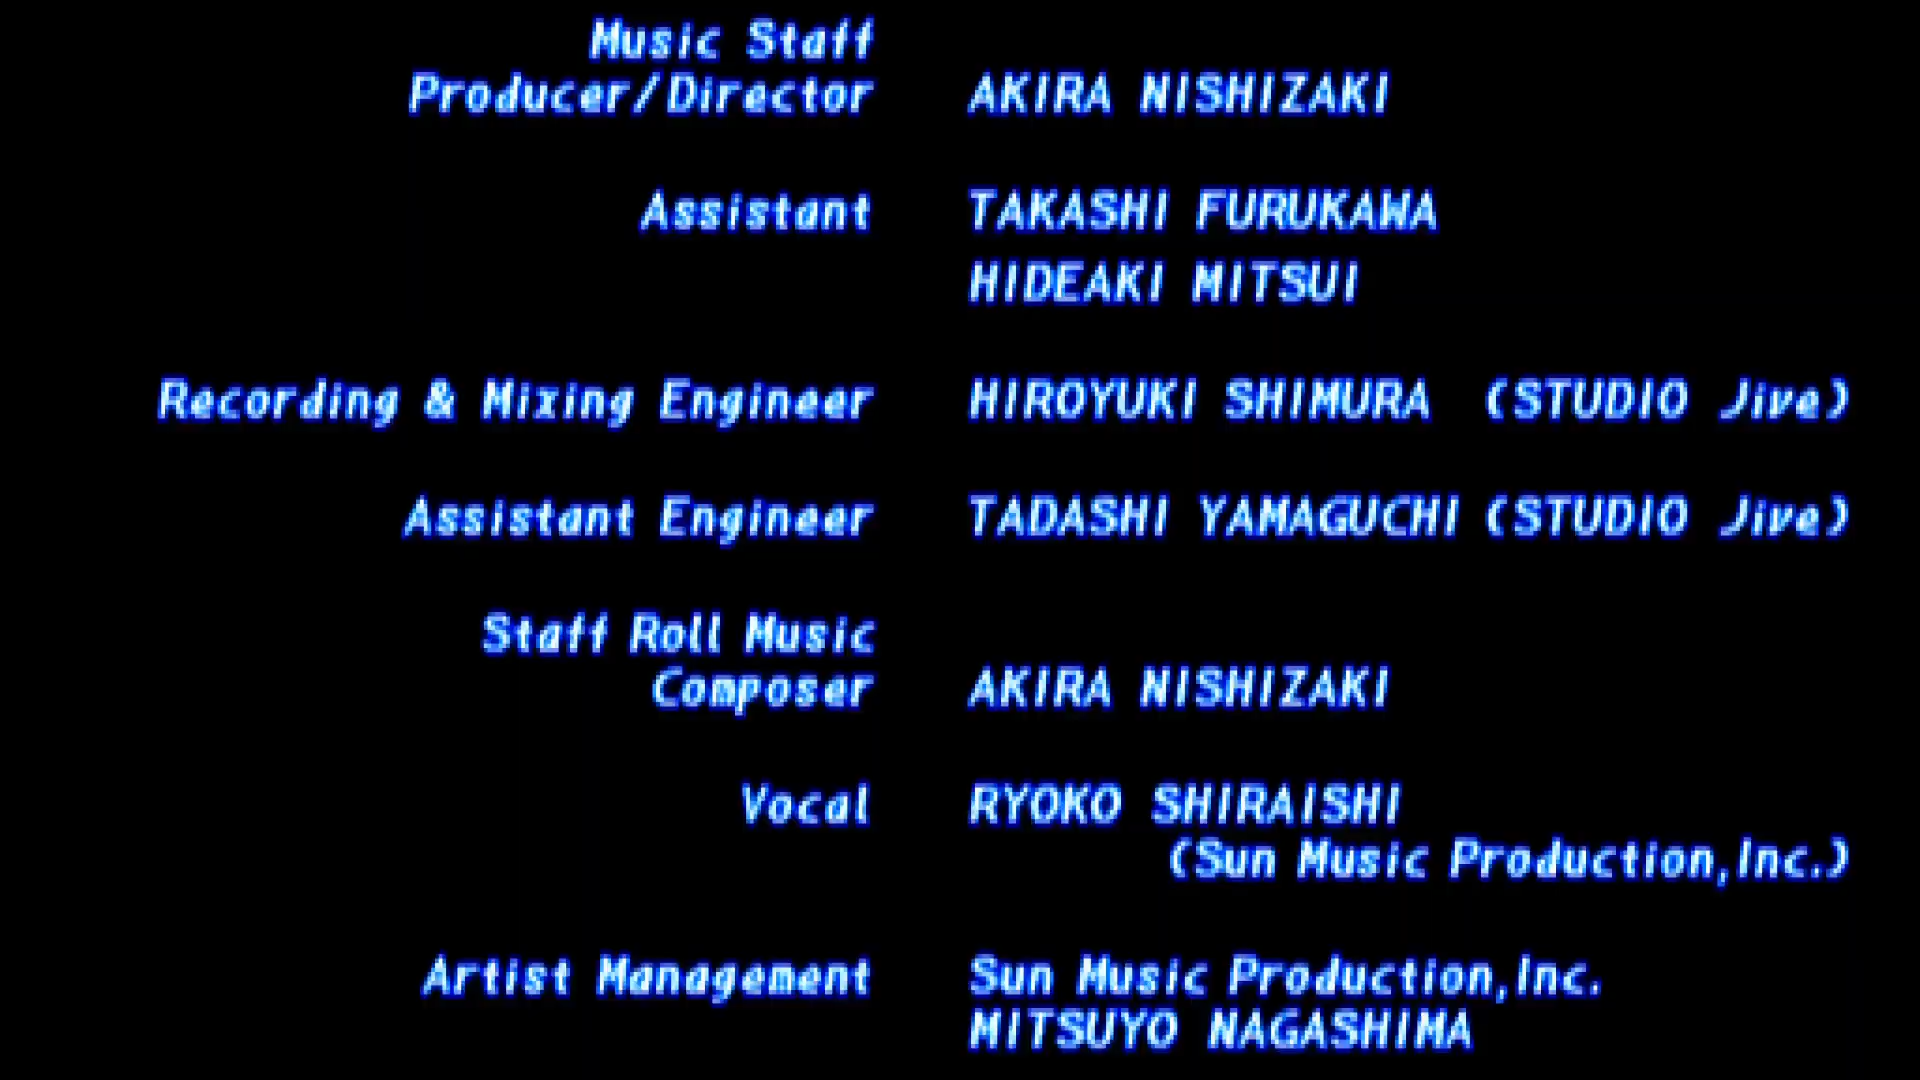 Music Staff
Producer/Director AKIRA NISHIZAKI
Assistant TAKASHI FURUKAWA
HIDEAKI MITSUI
Recording & Mixing Engineer HIROYUKI SHIMURA (STUDIO Jive)
Assistant Engineer TADASHI YAMAGUCHI (STUDIO Jive)
Staff Roll Music
Composer AKIRA NISHIZAKI
Vocal RYOKO SHIRAISHI
(Sun Music Production,Inc.)
Artist Management Sun Music Production,Inc.
MITSUYO NAGASHIMA